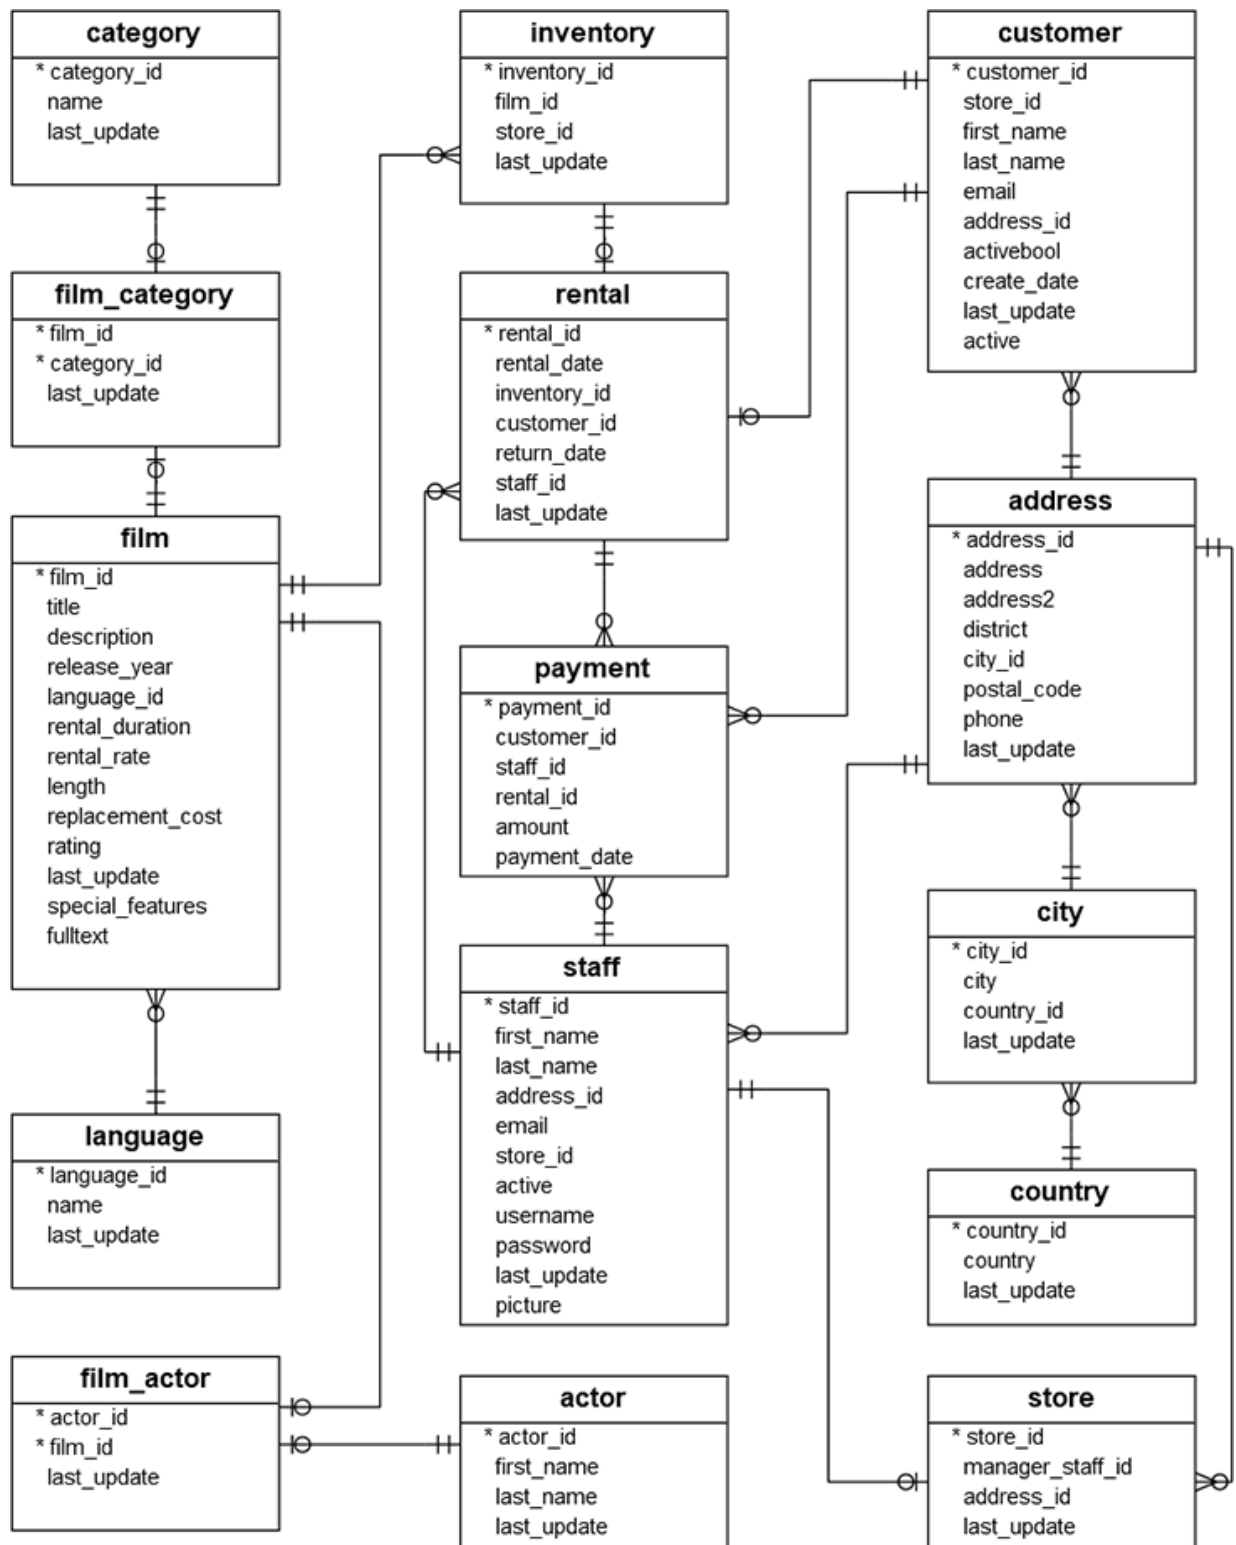 category
* category_id
name
last_update
film_category
* film_id
* category_id
last_update
film
* film_id
title
description
release_year
language_id
rental_duration
rental_rate
length
replacement_cost
rating
last_update
special_features
fulltext
language
* language_id
name
last_update
film_actor
* actor_id
* film_id
last_update
inventory
* inventory_id
film_id
store_id
last_update
rental
* rental_id
rental_date
inventory_id
customer_id
return_date
staff_id
last_update
payment
* payment_id
customer_id
staff_id
rental_id
amount
payment_date
staff
* staff_id
first_name
last_name
address_id
email
store_id
active
username
password
last_update
picture
actor
* actor_id
first_name
last_name
last_update
customer
* customer_id
store_id
first_name
last_name
email
address_id
activebool
create_date
last_update
active
address
* address_id
address
address2
district
city_id
postal_code
phone
last_update
city
* city_id
city
country_id
last_update
country
* country_id
country
last_update
store
* store_id
manager_staff_id
address_id
last_update